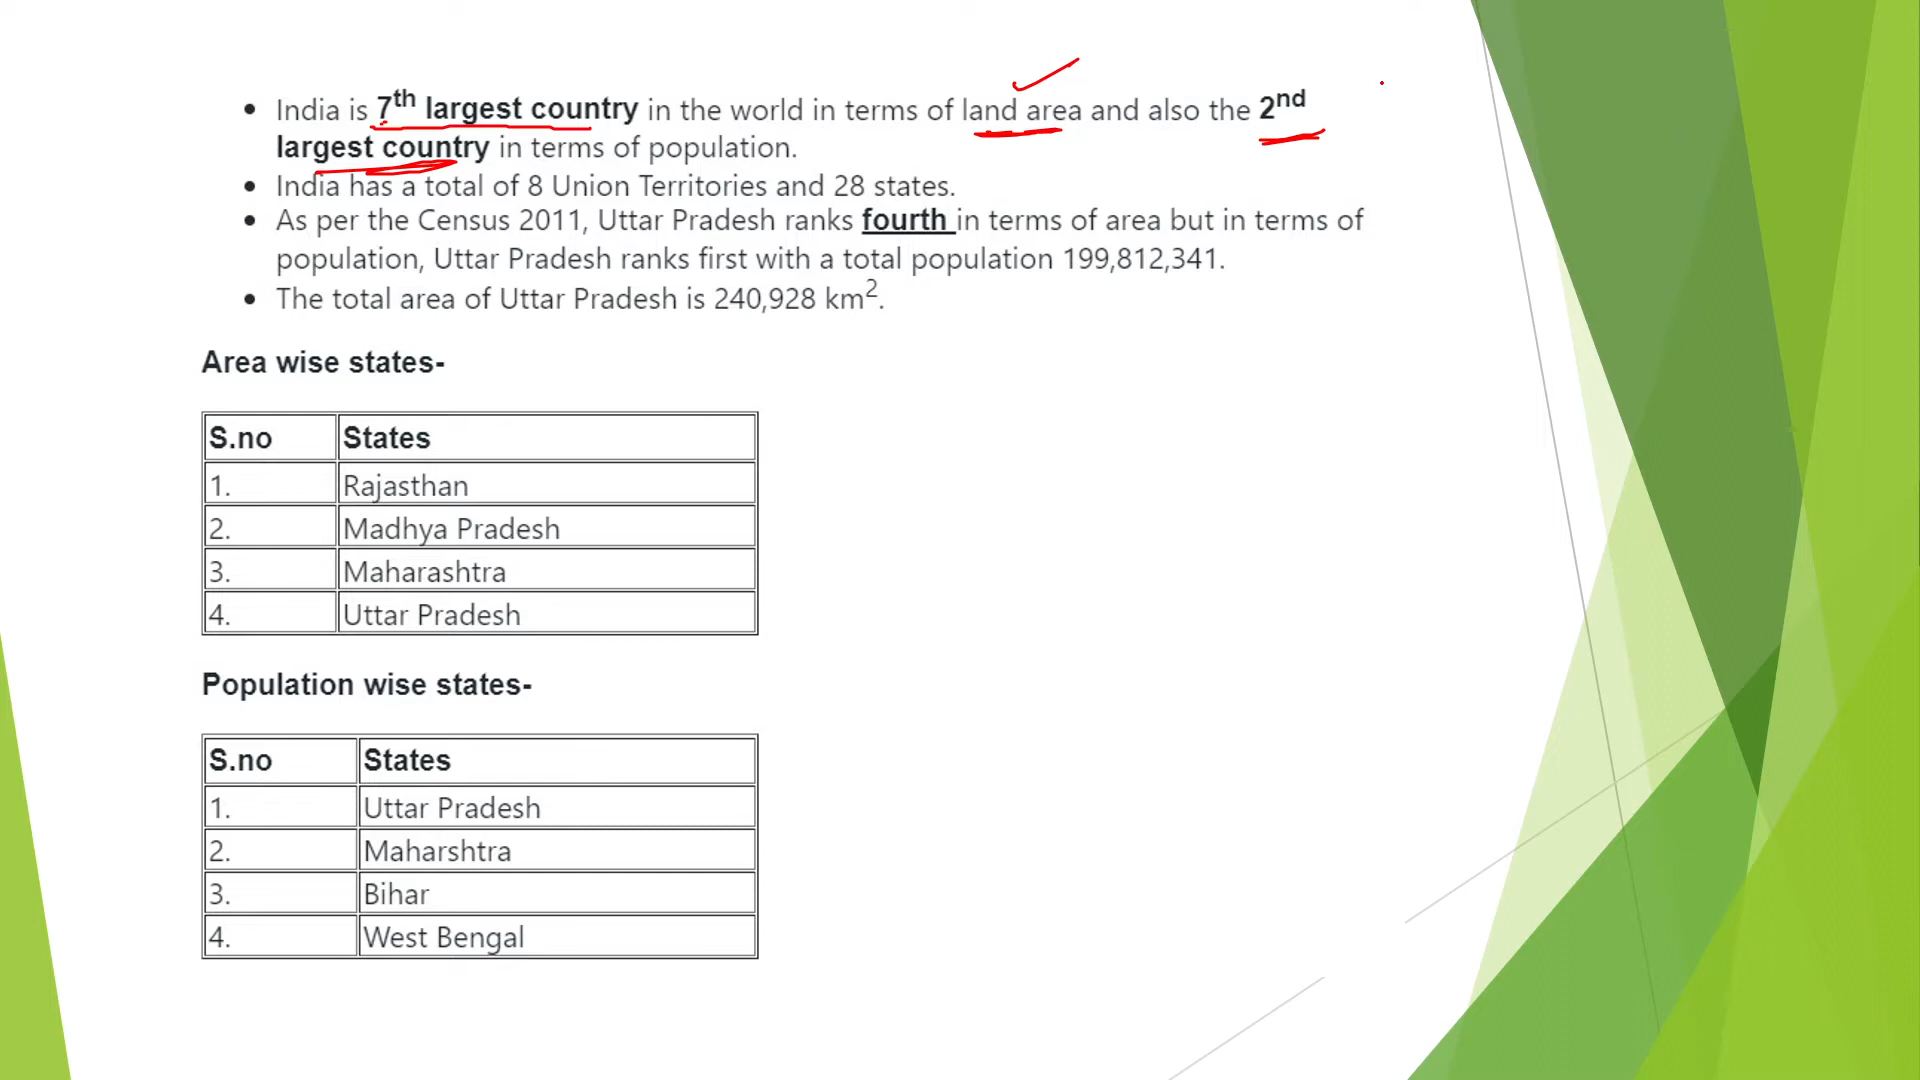 India is 7th largest country in the world in terms of land area and also the 2nd
largest country in terms of population.
India has a total of 8 Union Territories and 28 states.
As per the Census 2011, Uttar Pradesh ranks fourth in terms of area but in terms of
population, Uttar Pradesh ranks first with a total population 199,812,341.
The total area of Uttar Pradesh is 240,928 km2.
Area wise states-
S.no States
1. Rajasthan
2. Madhya Pradesh
3. Maharashtra
4. Uttar Pradesh
Population wise states-
S.no States
1. Uttar Pradesh
2. Maharshtra
3. Bihar
4. West Bengal